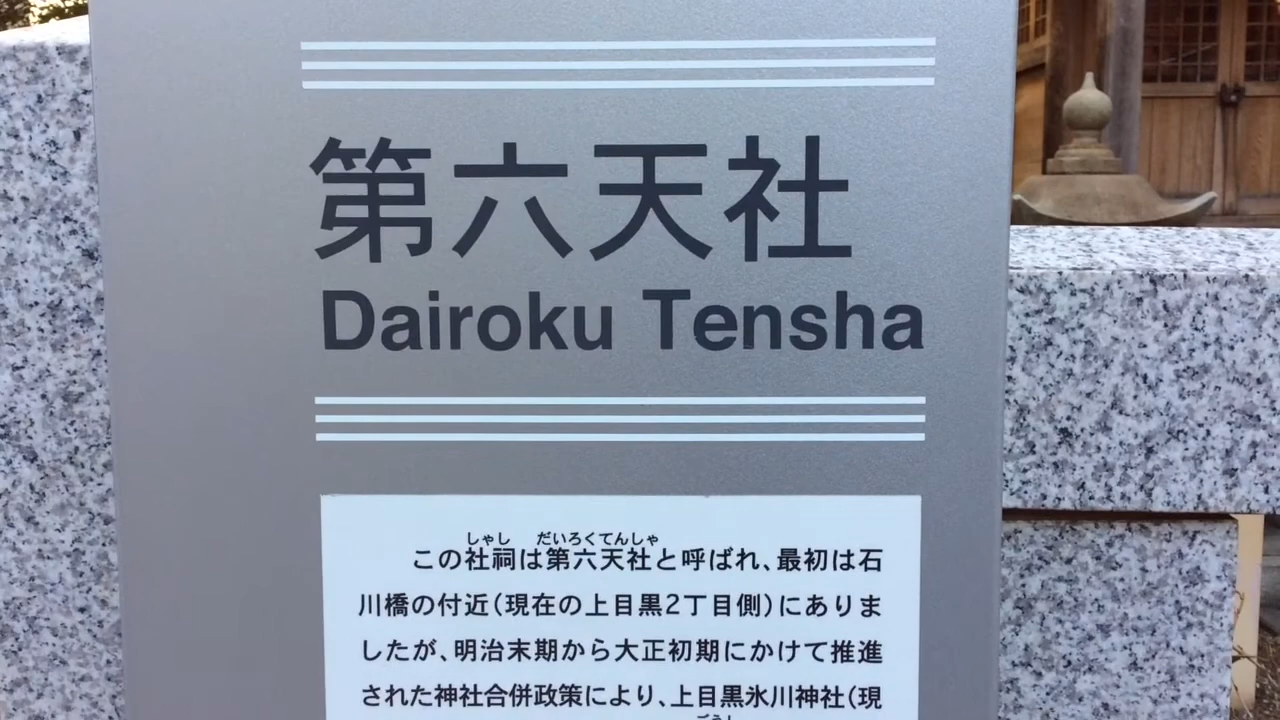 第六天社
Dairoku Tensha
しゃし だいろくてんしゃ
この社祠は第六天社と呼ばれ、最初は石
川橋の付近(現在の上目黒2丁目側)にありま
したが、明治末期から大正初期にかけて推進
された神社合併政策により、上目黒氷川神社(現